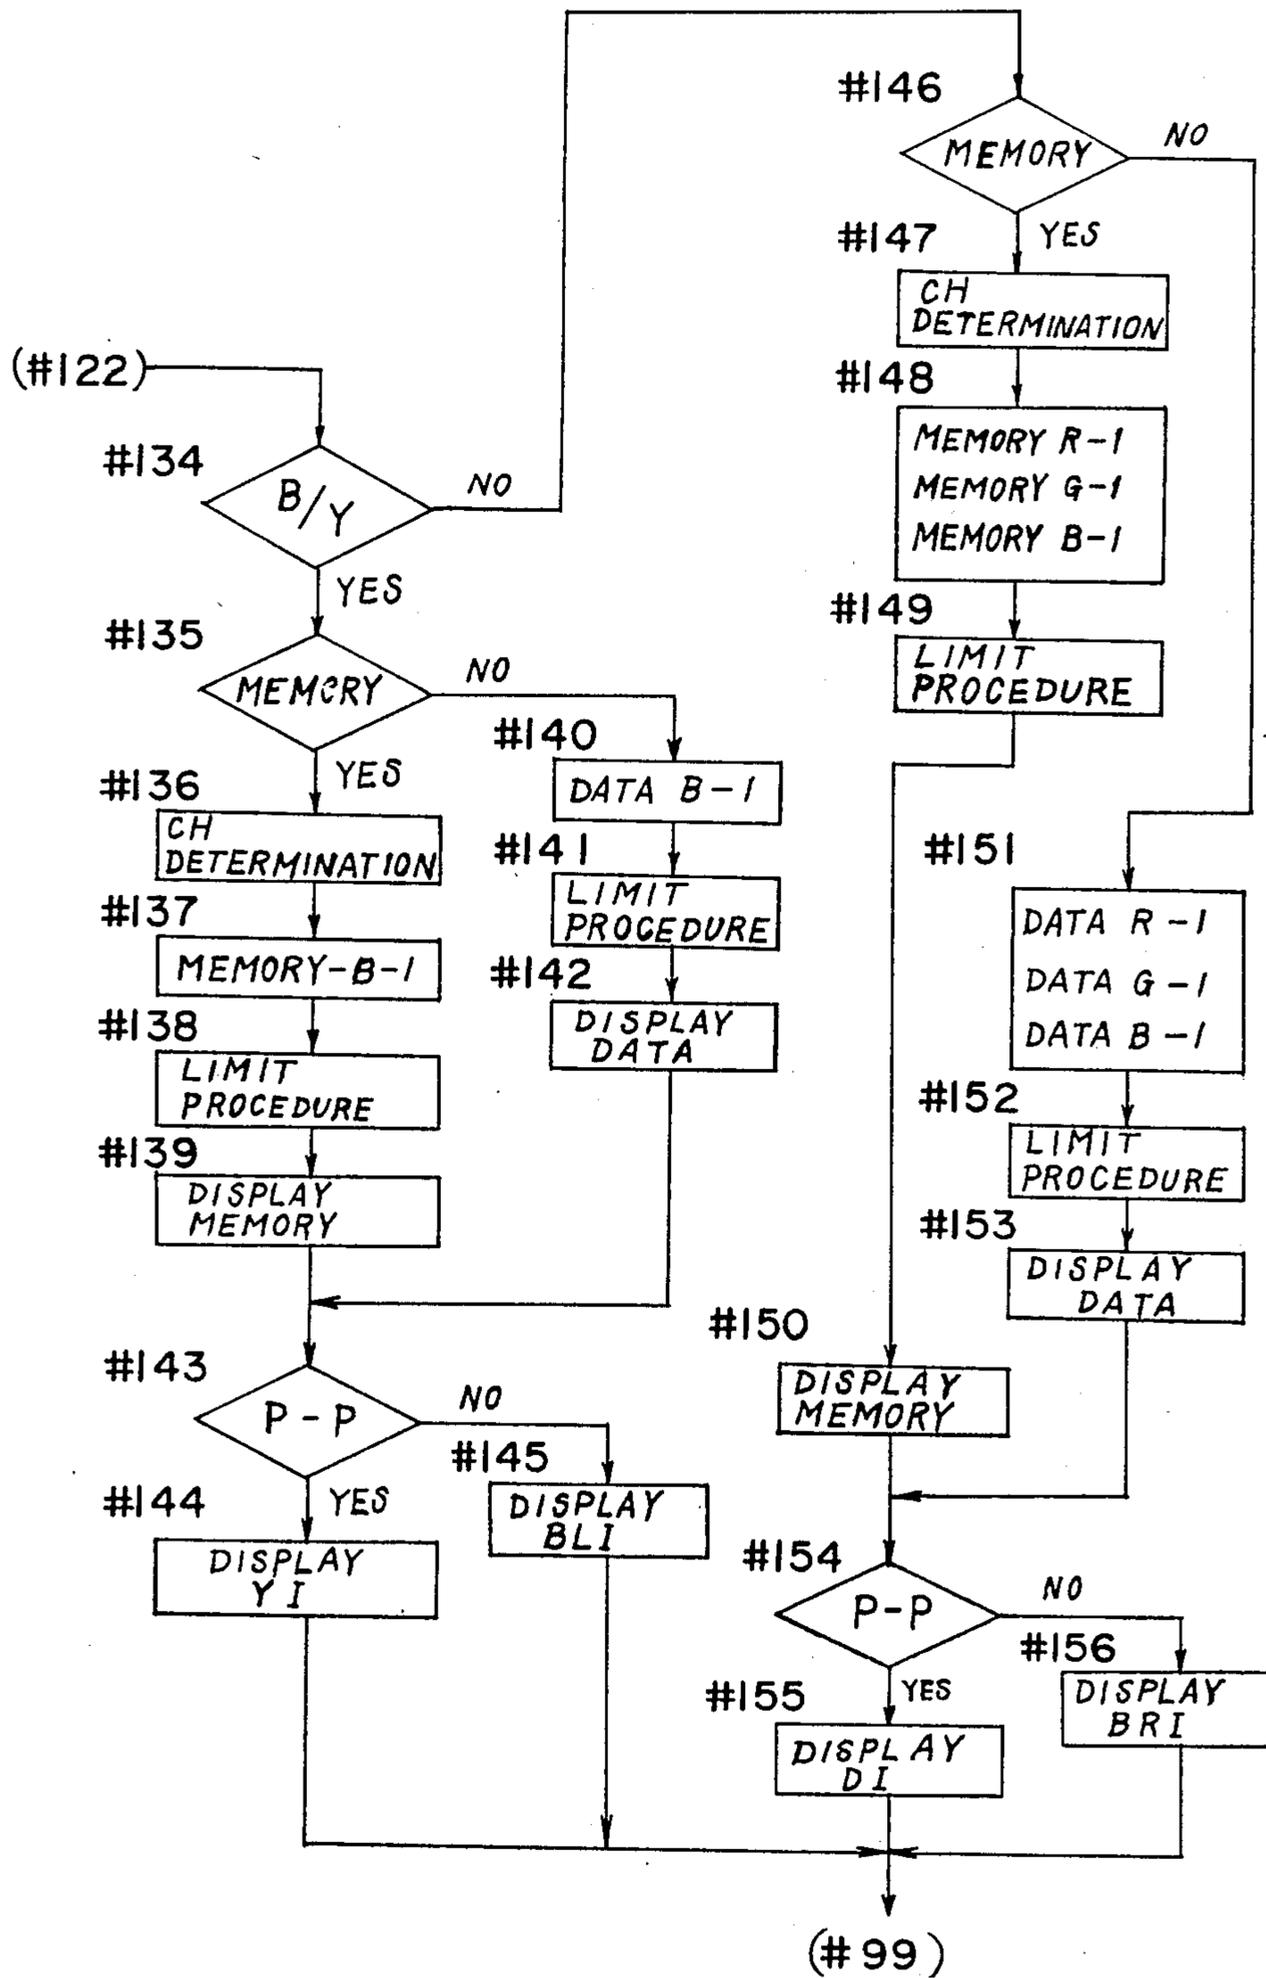 (#122)
#134
B/Y
NO
YES
#135
MEMORY
NO
YES
#136
CH
DETERMINATION
#137
MEMORY-B-1
#138
LIMIT
PROCEDURE
#139
DISPLAY
MEMORY
#140
DATA B-1
#141
LIMIT
PROCEDURE
#142
DISPLAY
DATA
#143
P-P
NO
YES
#144
DISPLAY
YI
#145
DISPLAY
BLI
#146
MEMORY
NO
YES
#147
CH
DETERMINATION
#148
MEMORY R-1
MEMORY G-1
MEMORY B-1
#149
LIMIT
PROCEDURE
#150
DISPLAY
MEMORY
#151
DATA R-1
DATA G-1
DATA B-1
#152
LIMIT
PROCEDURE
#153
DISPLAY
DATA
#154
P-P
NO
YES
#155
DISPLAY
DI
#156
DISPLAY
BRI
(#99)